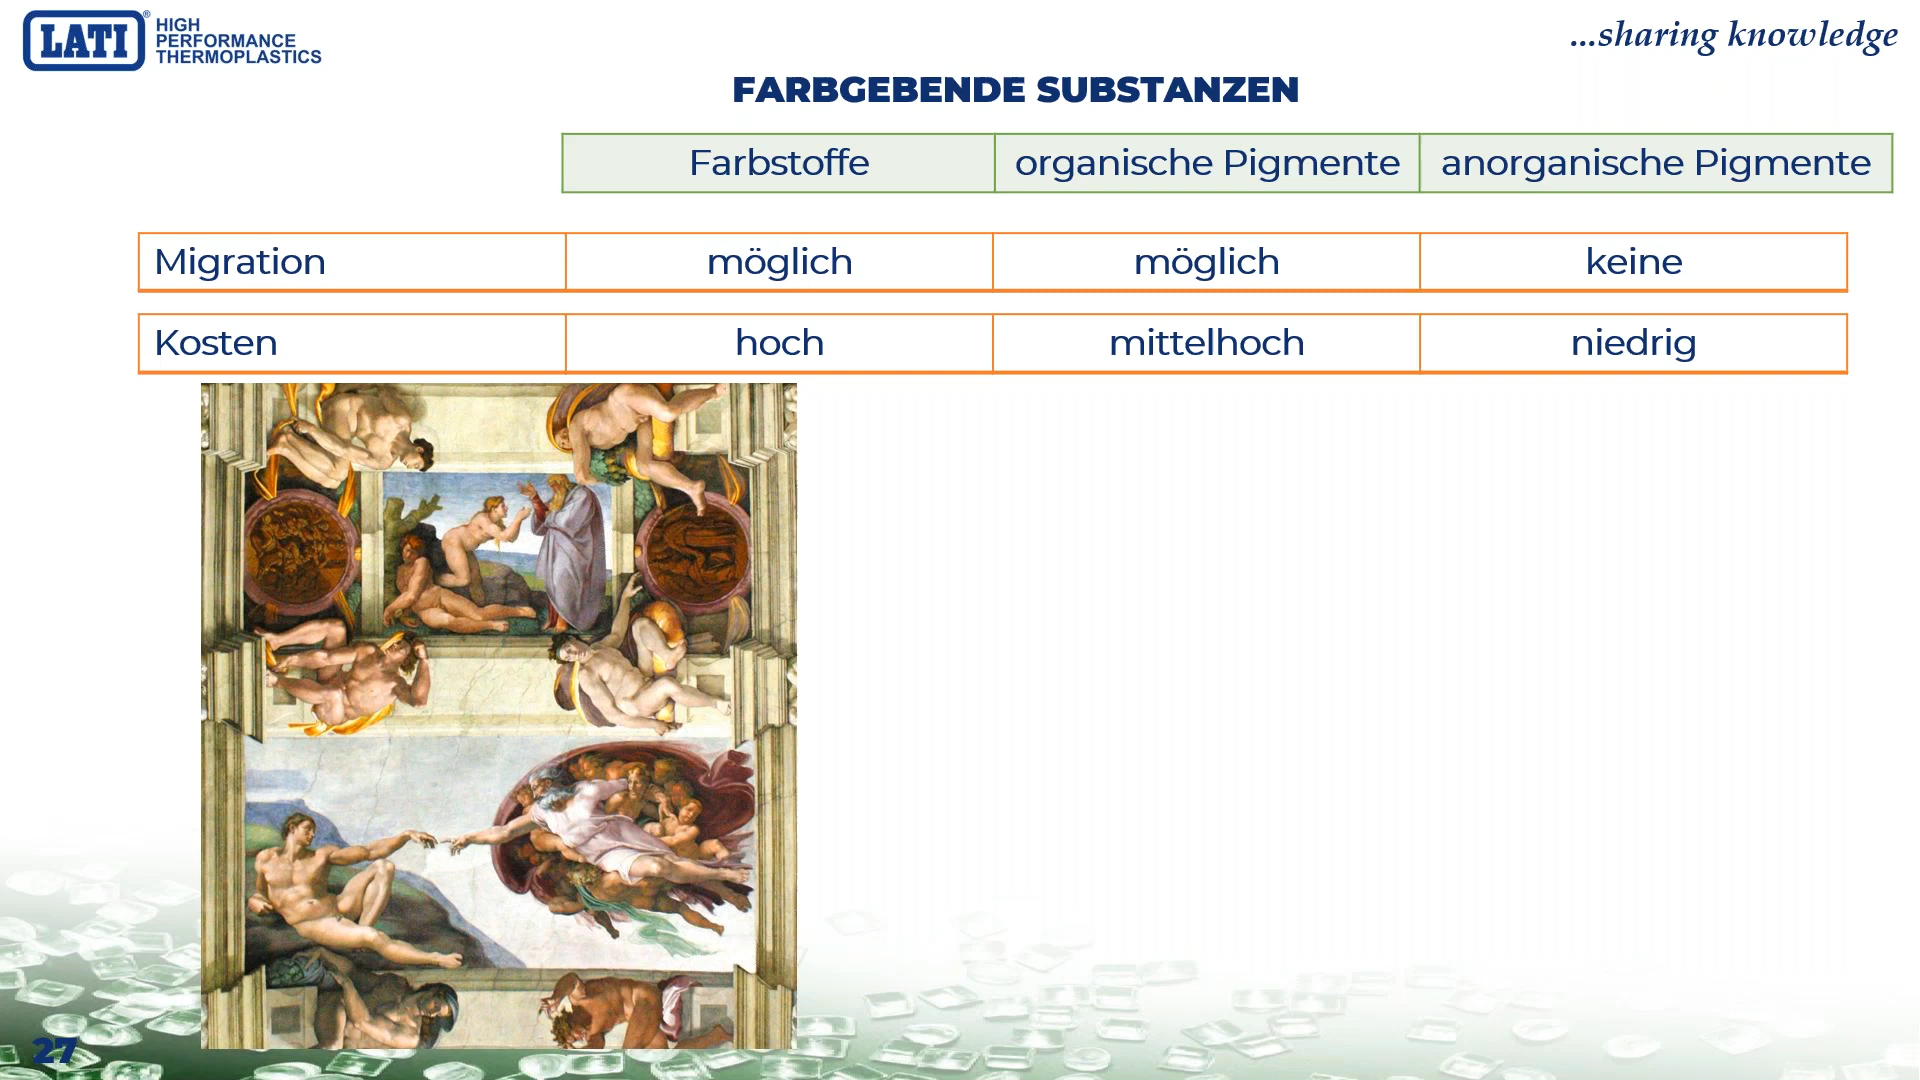 LATI®
HIGH
PERFORMANCE
THERMOPLASTICS
...sharing knowledge
FARBGEBENDE SUBSTANZEN
Farbstoffe organische Pigmente anorganische Pigmente
Migration möglich möglich keine
Kosten hoch mittelhoch niedrig
27